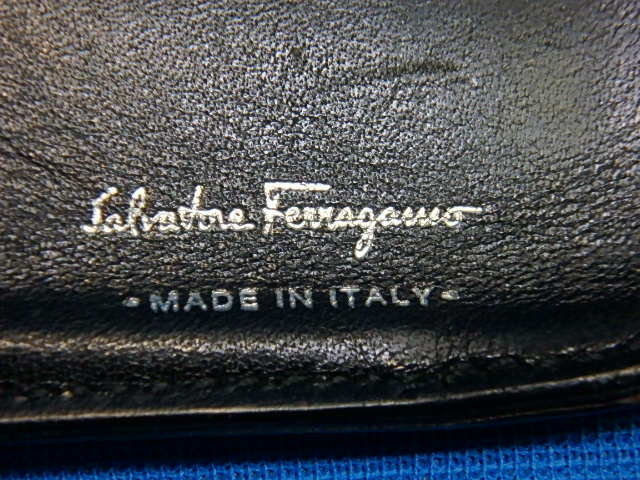 Salvatore Ferragamo
- MADE IN ITALY -